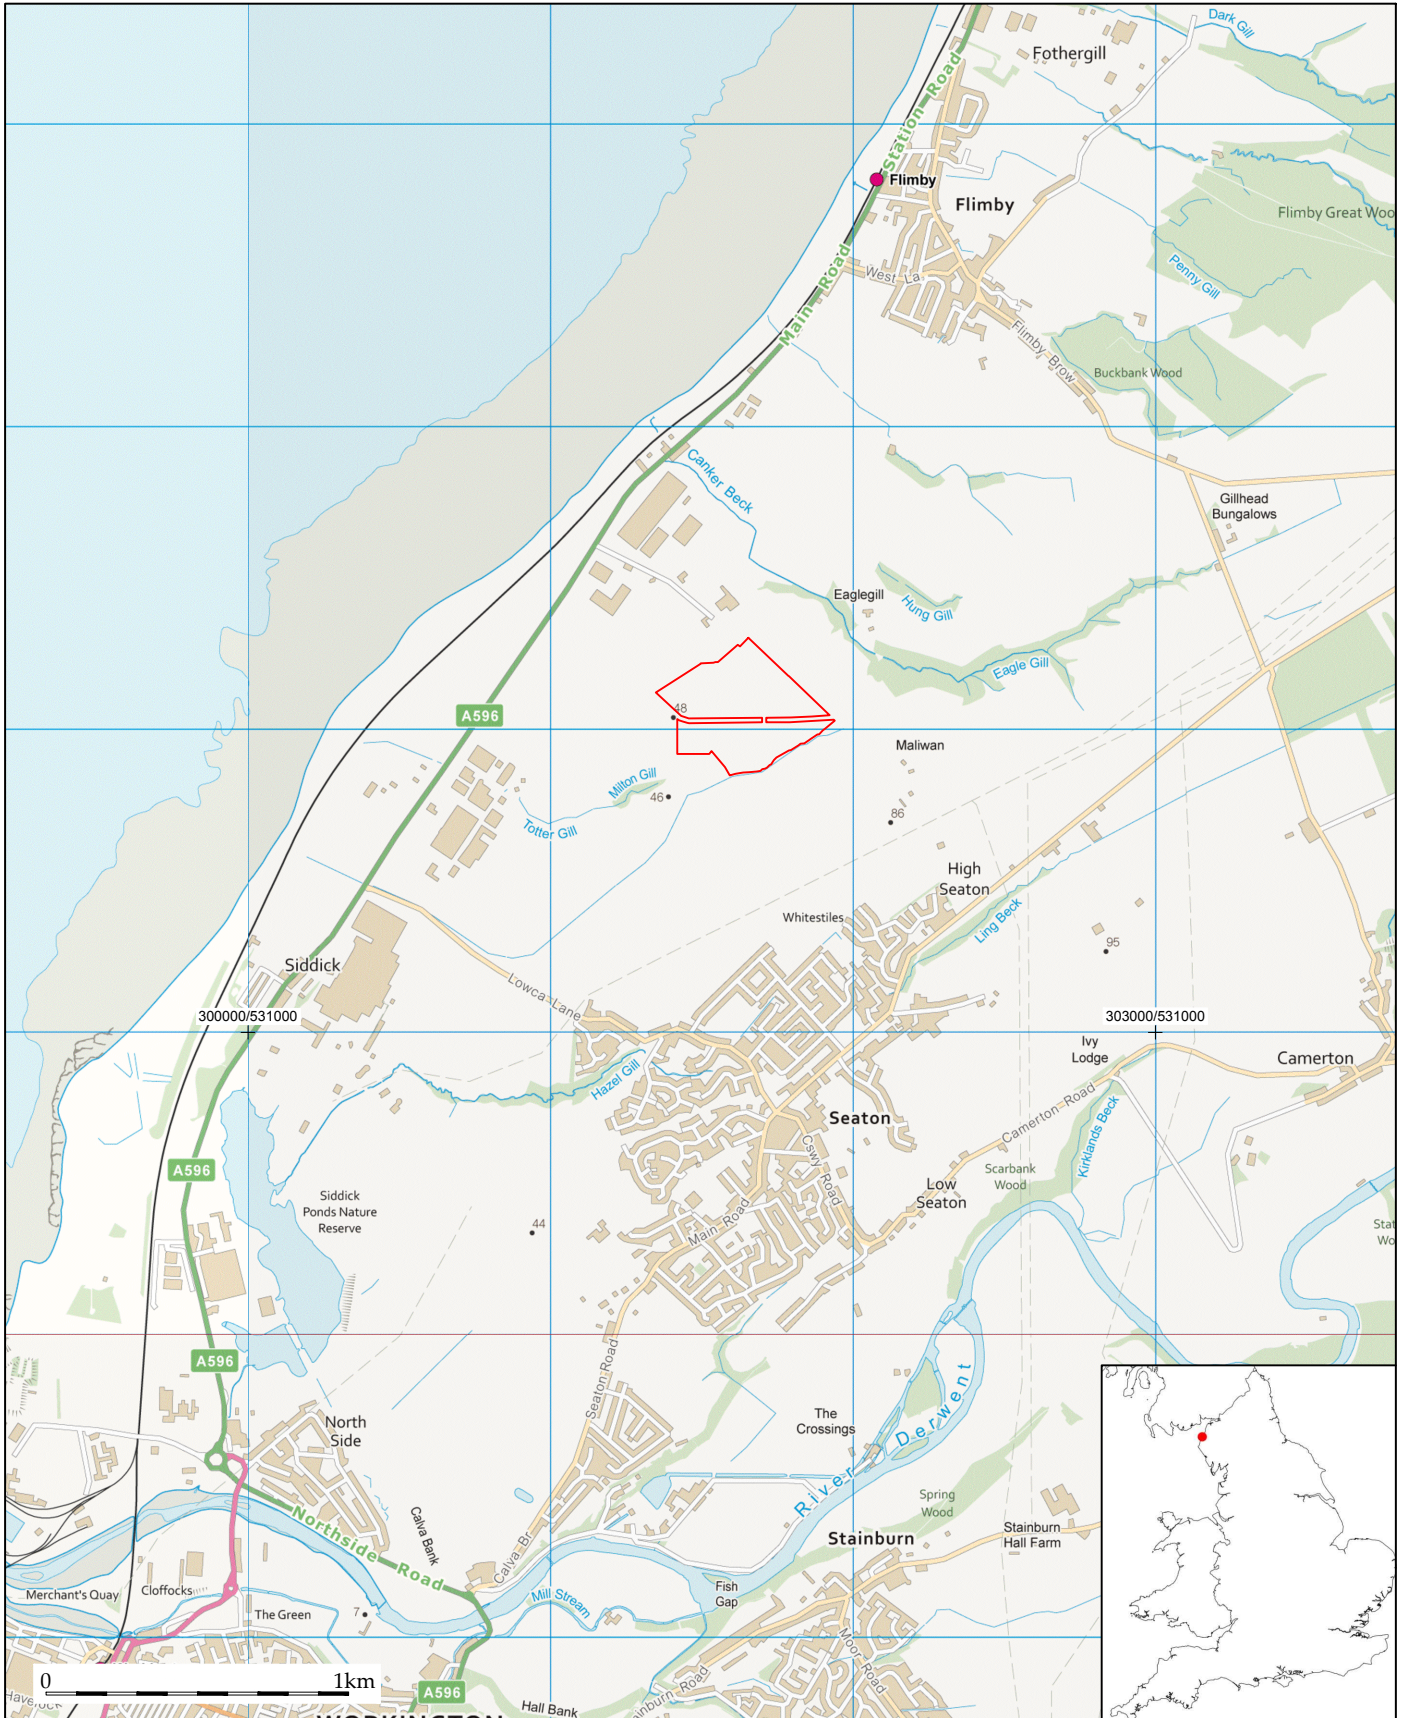 Dark Gill
Fothergill
Station Road
Flimby
Flimby
Flimby Great Woo
West La
Penny Gill
Main Road
Flimby Brow
Buckbank Wood
Canker Beck
Gillhead
Bungalows
Eaglegill
Hung Gill
Eagle Gill
48
A596
Maliwan
Milton Gill
46
86
Totter Gill
High
Seaton
Whitestiles
Ling Beck
95
Siddick
Lowca Lane
300000/531000
303000/531000
Ivy
Lodge
Camerton
Hazel Gill
Seaton
Camerton Road
Kirklands Beck
Cswy Road
A596
Scarbank
Wood
Low
Seaton
Siddick
Ponds Nature
Reserve
44
Main Road
Stat
Wo
Seaton Road
A596
North
Side
The
Crossings
River Derwent
Spring
Wood
Calva Bank
Northside Road
Calva Br
Stainburn
Stainburn
Hall Farm
Merchant's Quay
Cloffocks
The Green
7
Mill Stream
Fish
Gap
Moor Road
0
1km
A596
Hall Bank
inburn Road
WORKINGTON